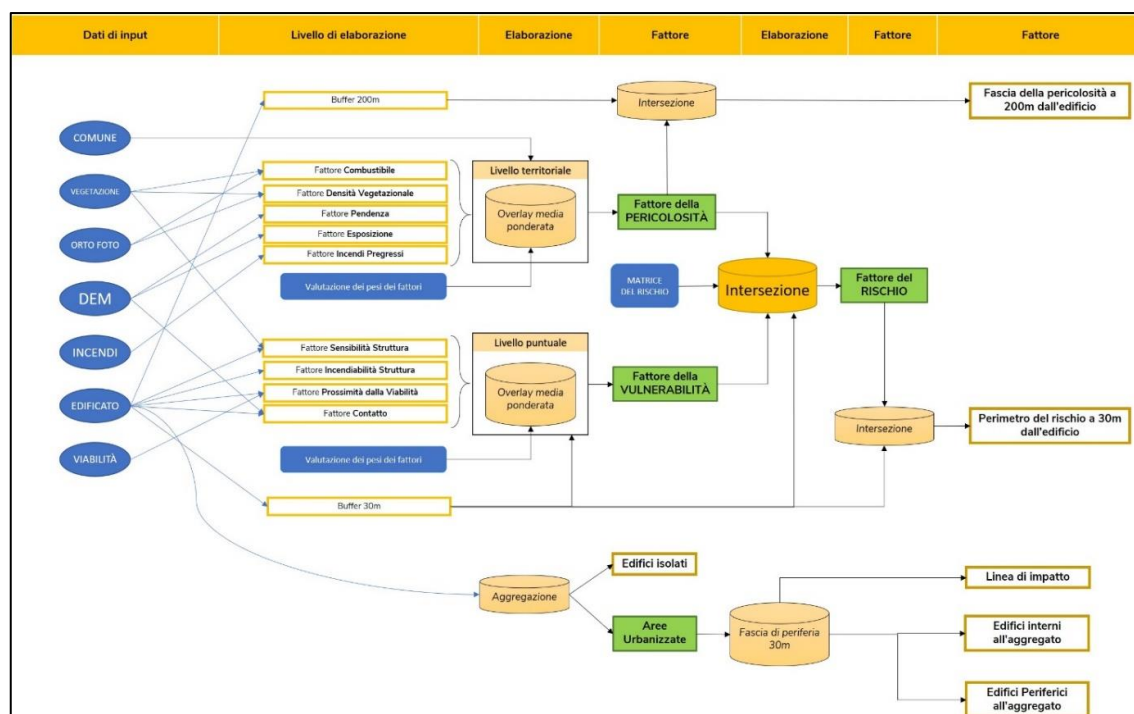 Dati di input
Livello di elaborazione
Elaborazione
Fattore
Elaborazione
Fattore
Fattore
Buffer 200m
Intersezione
Fascia della pericolosità a
200m dall'edificio
COMUNE
VEGETAZIONE
ORTO FOTO
DEM
INCENDI
EDIFICATO
VIABILITÀ
Fattore Combustibile
Fattore Densità Vegetazionale
Fattore Pendenza
Fattore Esposizione
Fattore Incendi Pregressi
Valutazione dei pesi dei fattori
Livello territoriale
Overlay media
ponderata
Fattore della
PERICOLOSITÀ
MATRICE
DEL RISCHIO
Intersezione
Fattore del
RISCHIO
Fattore Sensibilità Struttura
Fattore Incendiabilità Struttura
Fattore Prossimità dalla Viabilità
Fattore Contatto
Valutazione dei pesi dei fattori
Livello puntuale
Overlay media
ponderata
Fattore della
VULNERABILITÀ
Intersezione
Perimetro del rischio a 30m
dall'edificio
Buffer 30m
Aggregazione
Edifici isolati
Aree
Urbanizzate
Fascia di periferia
30m
Linea di impatto
Edifici interni
all'aggregato
Edifici Periferici
all'aggregato